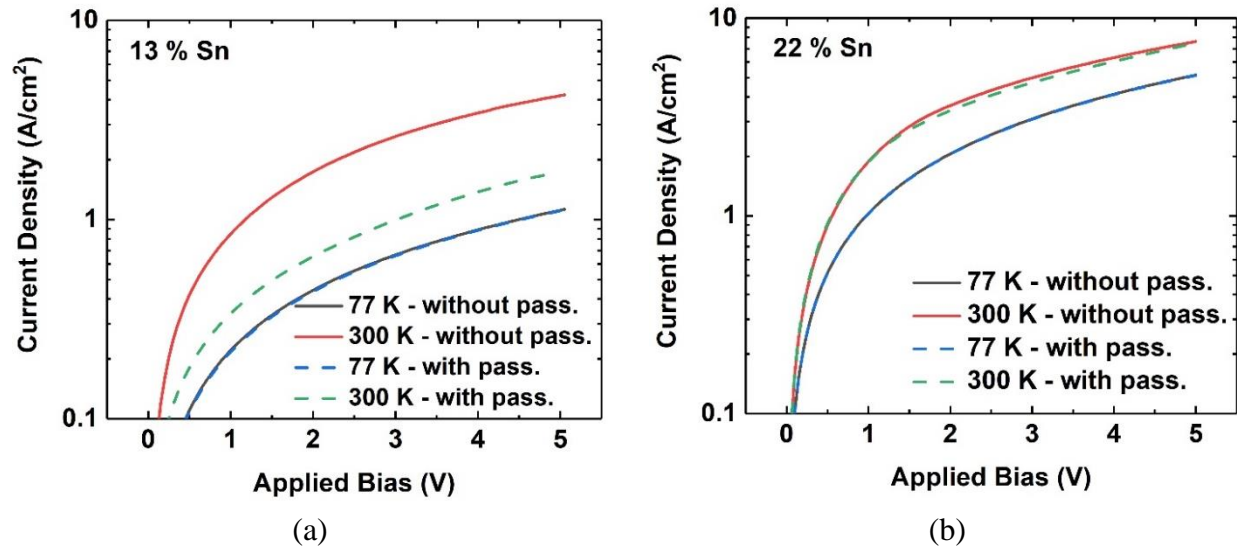 13 % Sn
Current Density (A/cm²)
10
1
0.1
77 K - without pass.
300 K - without pass.
77 K - with pass.
300 K - with pass.
0 1 2 3 4 5
Applied Bias (V)
(a)
22 % Sn
Current Density (A/cm²)
10
1
0.1
77 K - without pass.
300 K - without pass.
77 K - with pass.
300 K - with pass.
0 1 2 3 4 5
Applied Bias (V)
(b)